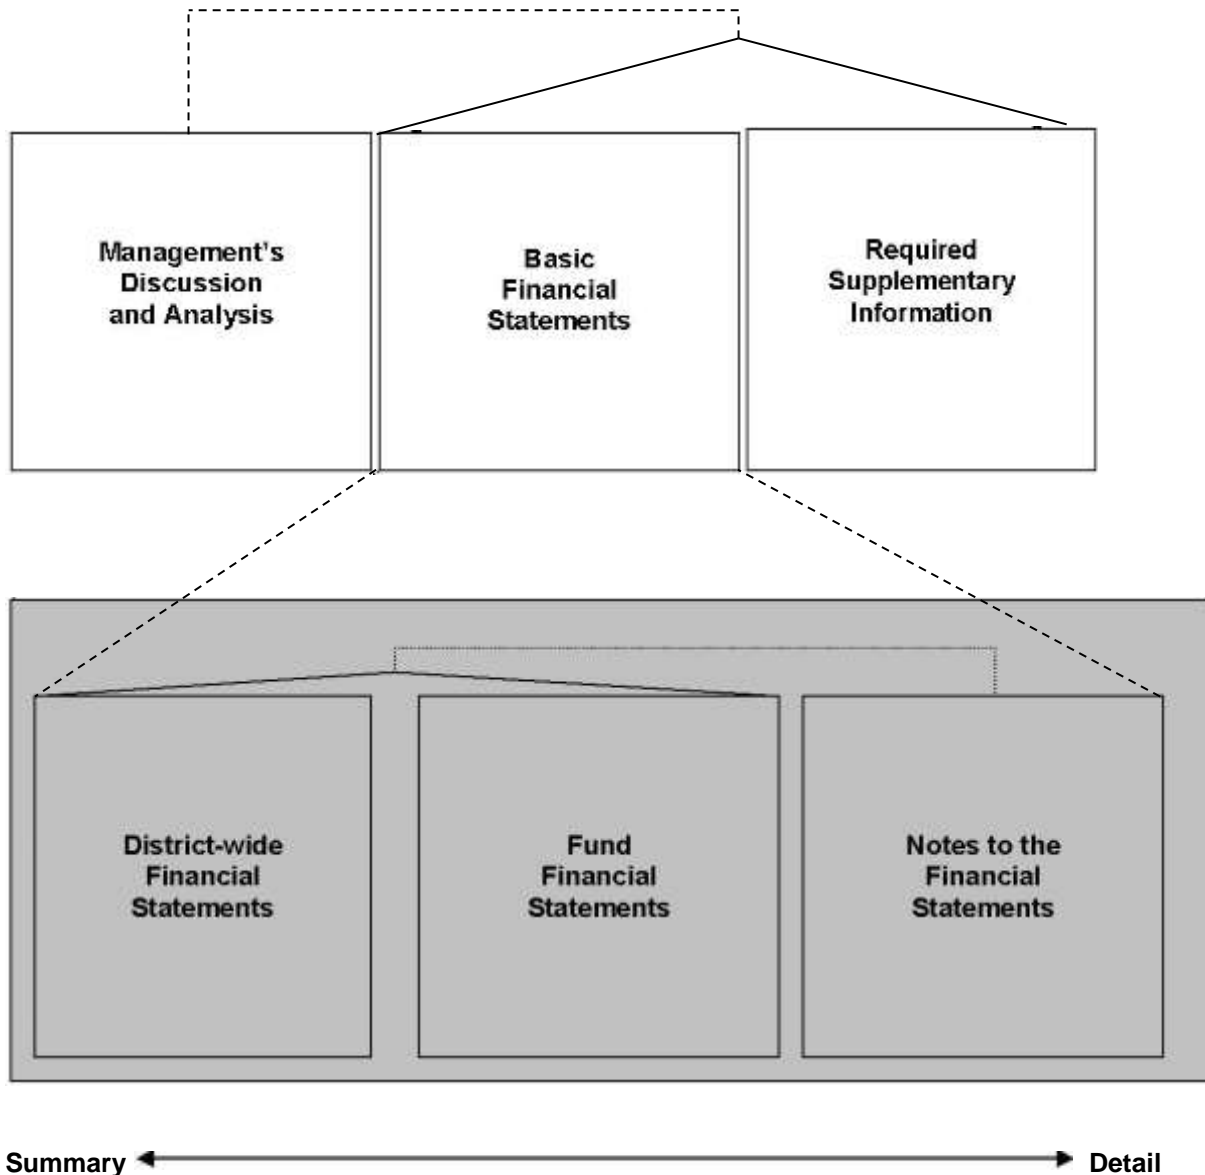 Management's
Discussion
and Analysis
Basic
Financial
Statements
Required
Supplementary
Information
District-wide
Financial
Statements
Fund
Financial
Statements
Notes to the
Financial
Statements
Summary
Detail